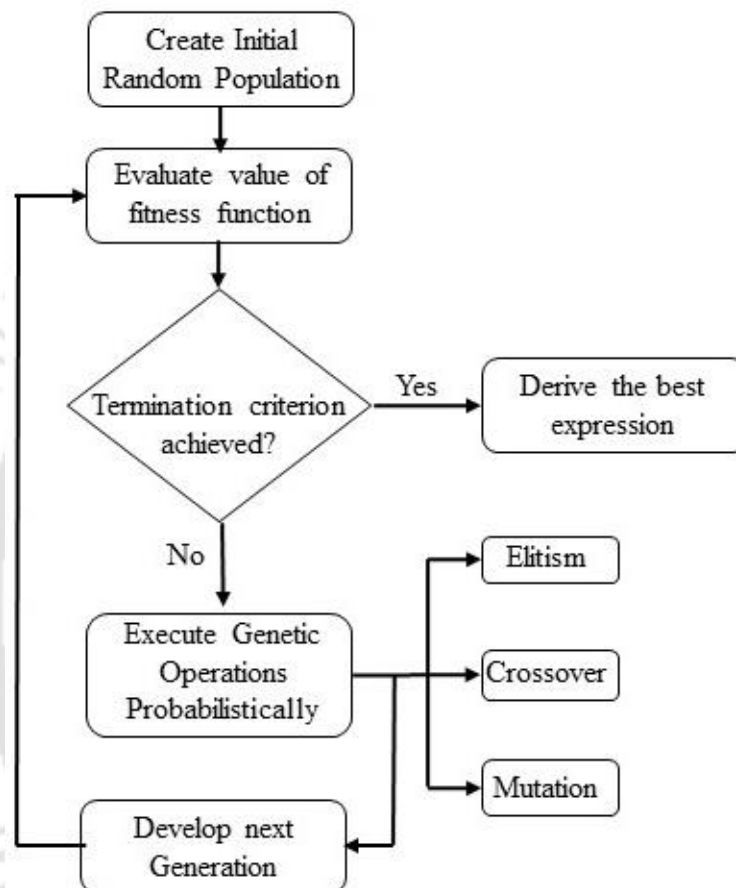 Create Initial
Random Population
Evaluate value of
fitness function
Termination criterion
achieved?
Yes
Derive the best
expression
No
Execute Genetic
Operations
Probabilistically
Elitism
Crossover
Mutation
Develop next
Generation